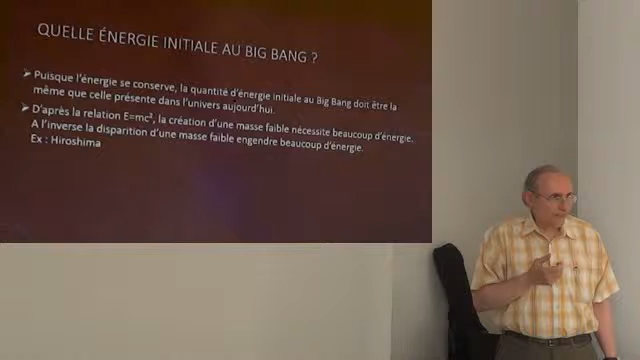 QUELLE ÉNERGIE INITIALE AU BIG BANG ?
➢ Puisque l'énergie se conserve, la quantité d'énergie initiale au Big Bang doit être la
même que celle présente dans l'univers aujourd'hui.
➢ D'après la relation E=mc², la création d'une masse faible nécessite beaucoup d'énergie.
A l'inverse la disparition d'une masse faible engendre beaucoup d'énergie.
Ex : Hiroshima